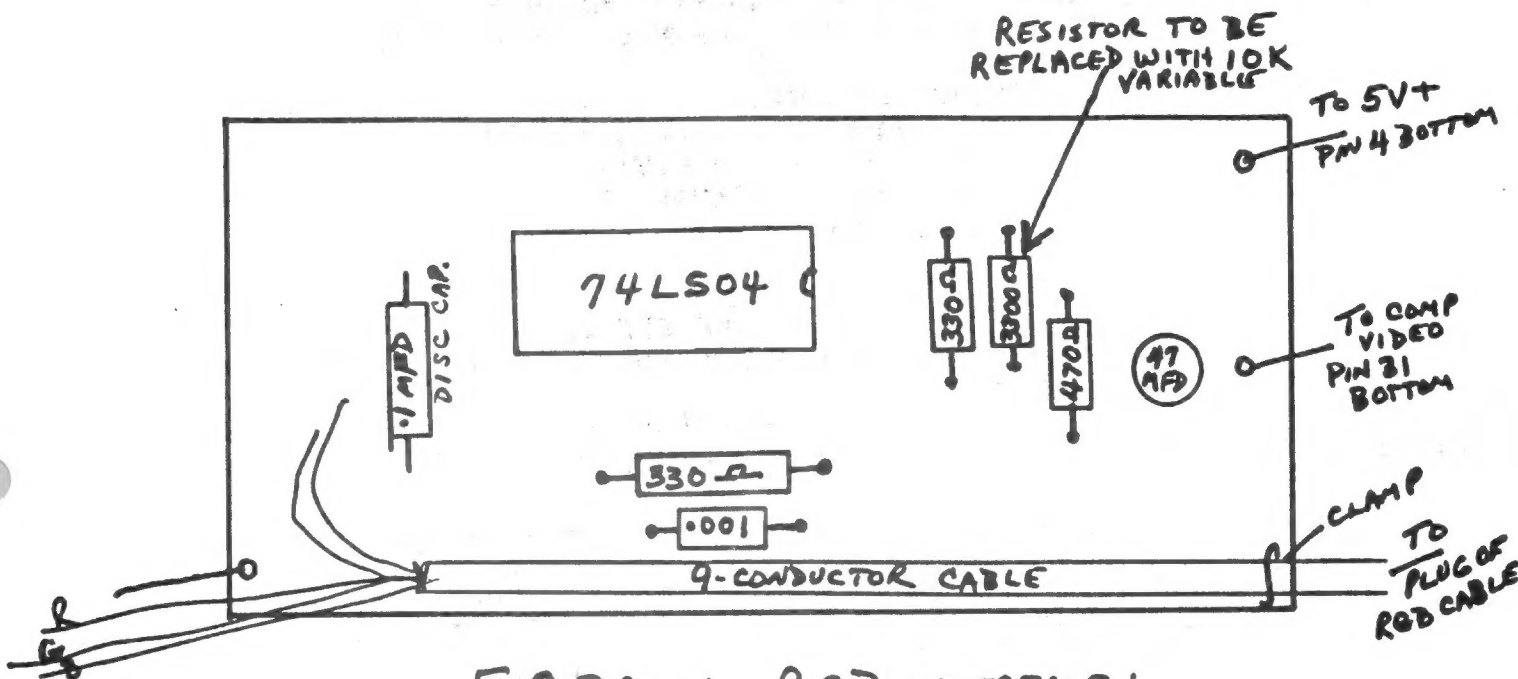 RESISTOR TO BE
REPLACED WITH 10K
VARIABLE
TO 5V+
PIN 4 BOTTOM
74LS04
.1 MFD
DISC CAP.
330Ω
3300Ω
470Ω
47
MFD
TO COMP
VIDEO
PIN 31
BOTTOM
330 Ω
.001
CLAMP
9-CONDUCTOR CABLE
TO
PLUG OF
RGB CABLE
R
G
B